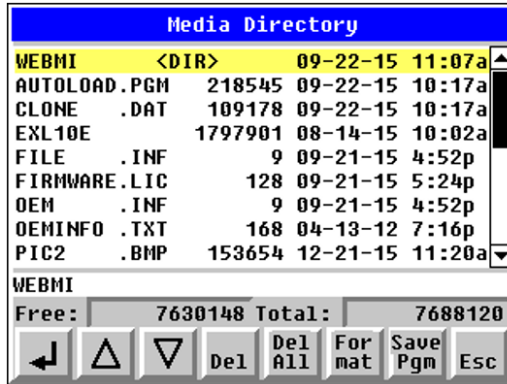 Media Directory
WEBMI <DIR> 09-22-15 11:07a
AUTOLOAD.PGM 218545 09-22-15 10:17a
CLONE .DAT 109178 09-22-15 10:17a
EXL10E 1797901 08-14-15 10:02a
FILE .INF 9 09-21-15 4:52p
FIRMWARE.LIC 128 09-21-15 5:24p
OEM .INF 9 09-21-15 4:52p
OEMINFO .TXT 168 04-13-12 7:16p
PIC2 .BMP 153654 12-21-15 11:20a
WEBMI
Free: 7630148 Total: 7688120
Del Del All For mat Save Pgm Esc